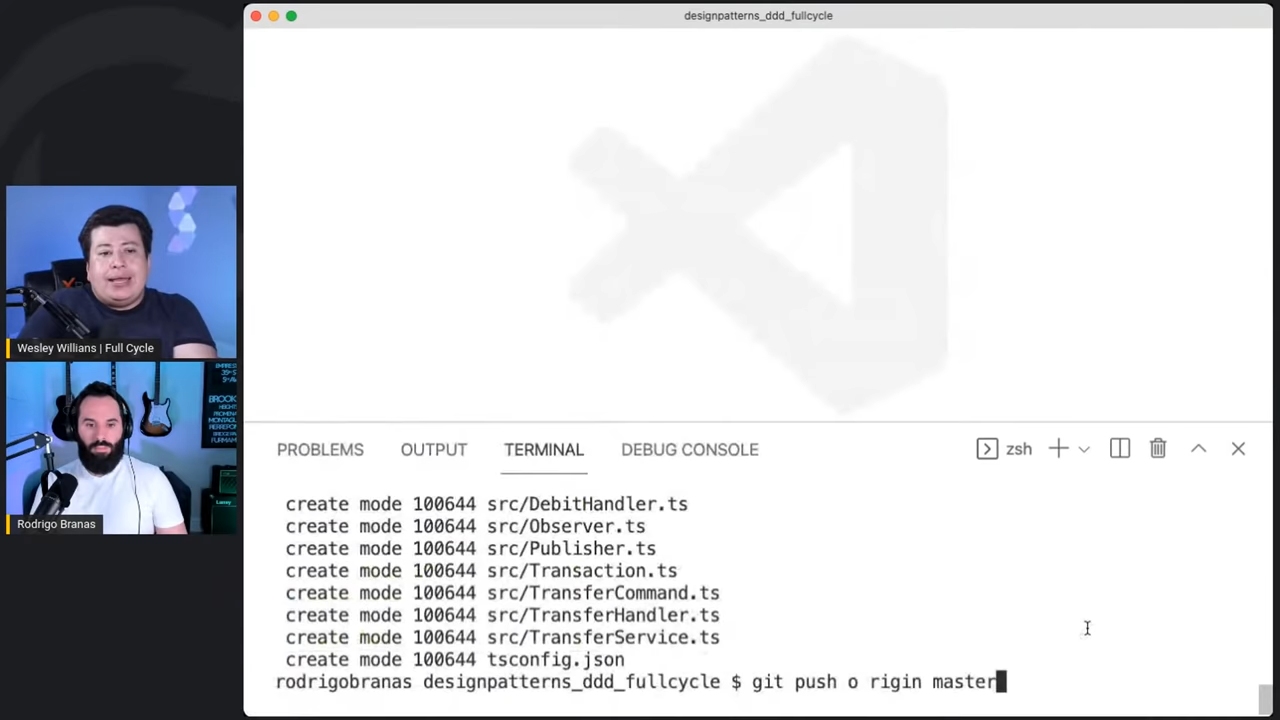 designpatterns_ddd_fullcycle
Wesley Willians | Full Cycle
BROOK
Rodrigo Branas
PROBLEMS
OUTPUT
TERMINAL
DEBUG CONSOLE
zsh
create mode 100644 src/DebitHandler.ts
create mode 100644 src/Observer.ts
create mode 100644 src/Publisher.ts
create mode 100644 src/Transaction.ts
create mode 100644 src/TransferCommand.ts
create mode 100644 src/TransferHandler.ts
create mode 100644 src/TransferService.ts
create mode 100644 tsconfig.json
rodrigobranas designpatterns_ddd_fullcycle $ git push o rigin master